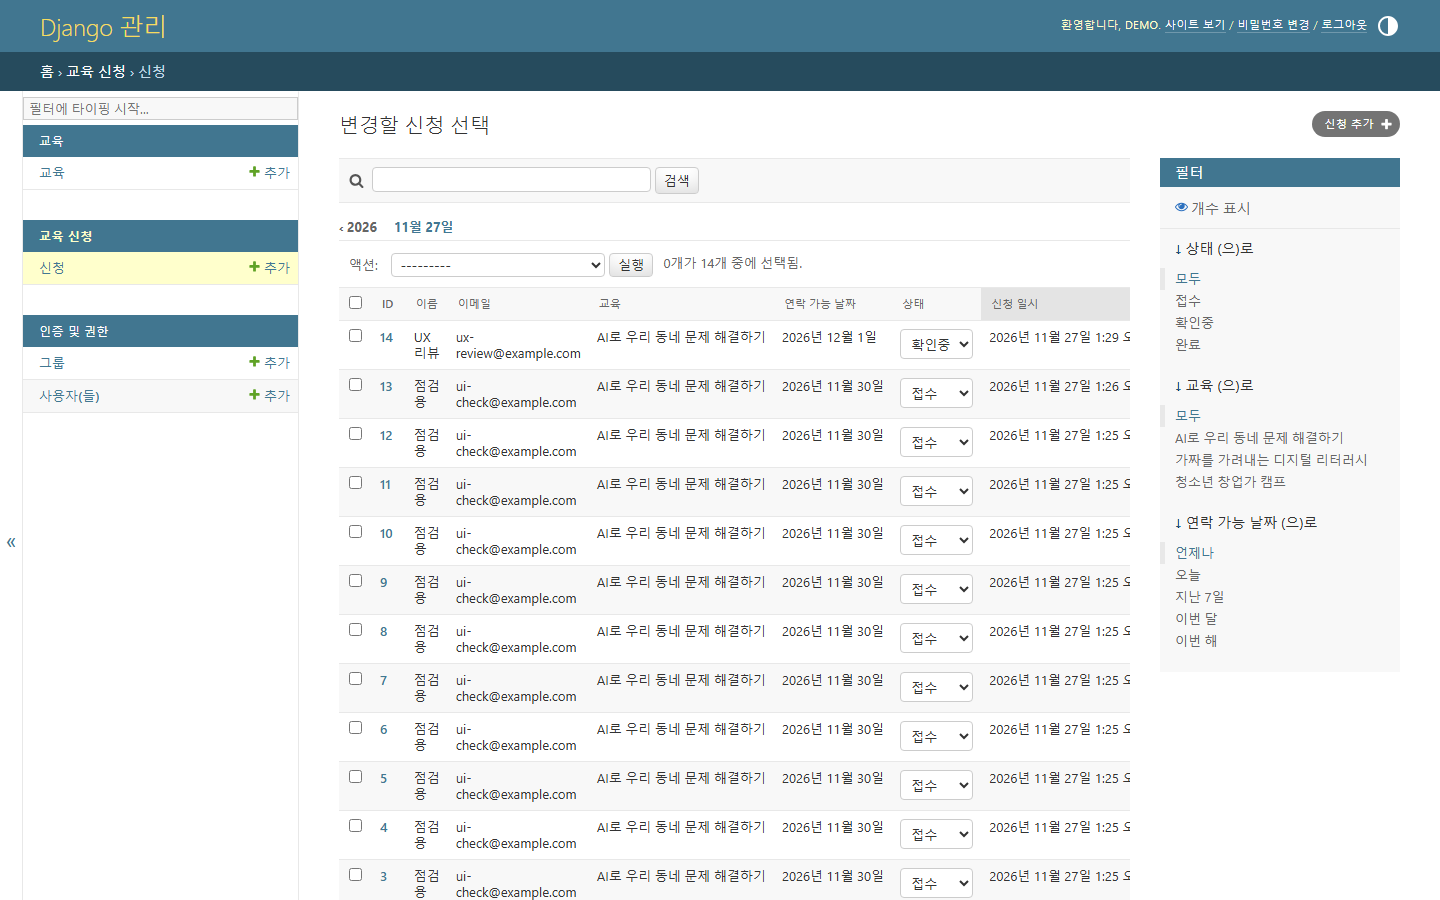 Django 관리
환영합니다, DEMO. 사이트 보기 / 비밀번호 변경 / 로그아웃
홈 › 교육 신청 › 신청
필터에 타이핑 시작...
교육
교육 추가
교육 신청
신청 추가
인증 및 권한
그룹 추가
사용자(들) 추가
«
변경할 신청 선택
신청 추가
검색
‹ 2026 11월 27일
액션: --------- 실행 0개가 14개 중에 선택됨.
ID 이름 이메일 교육 연락 가능 날짜 상태 신청 일시
14 UX 리뷰 ux-review@example.com AI로 우리 동네 문제 해결하기 2026년 12월 1일 확인중 2026년 11월 27일 1:29
13 점검용 ui-check@example.com AI로 우리 동네 문제 해결하기 2026년 11월 30일 접수 2026년 11월 27일 1:26
12 점검용 ui-check@example.com AI로 우리 동네 문제 해결하기 2026년 11월 30일 접수 2026년 11월 27일 1:25
11 점검용 ui-check@example.com AI로 우리 동네 문제 해결하기 2026년 11월 30일 접수 2026년 11월 27일 1:25
10 점검용 ui-check@example.com AI로 우리 동네 문제 해결하기 2026년 11월 30일 접수 2026년 11월 27일 1:25
9 점검용 ui-check@example.com AI로 우리 동네 문제 해결하기 2026년 11월 30일 접수 2026년 11월 27일 1:25
8 점검용 ui-check@example.com AI로 우리 동네 문제 해결하기 2026년 11월 30일 접수 2026년 11월 27일 1:25
7 점검용 ui-check@example.com AI로 우리 동네 문제 해결하기 2026년 11월 30일 접수 2026년 11월 27일 1:25
6 점검용 ui-check@example.com AI로 우리 동네 문제 해결하기 2026년 11월 30일 접수 2026년 11월 27일 1:25
5 점검용 ui-check@example.com AI로 우리 동네 문제 해결하기 2026년 11월 30일 접수 2026년 11월 27일 1:25
4 점검용 ui-check@example.com AI로 우리 동네 문제 해결하기 2026년 11월 30일 접수 2026년 11월 27일 1:25
3 점검용 ui-check@example.com AI로 우리 동네 문제 해결하기 2026년 11월 30일 접수 2026년 11월 27일 1:25
필터
개수 표시
↓ 상태 (으)로
모두
접수
확인중
완료
↓ 교육 (으)로
모두
AI로 우리 동네 문제 해결하기
가짜를 가려내는 디지털 리터러시
청소년 창업가 캠프
↓ 연락 가능 날짜 (으)로
언제나
오늘
지난 7일
이번 달
이번 해